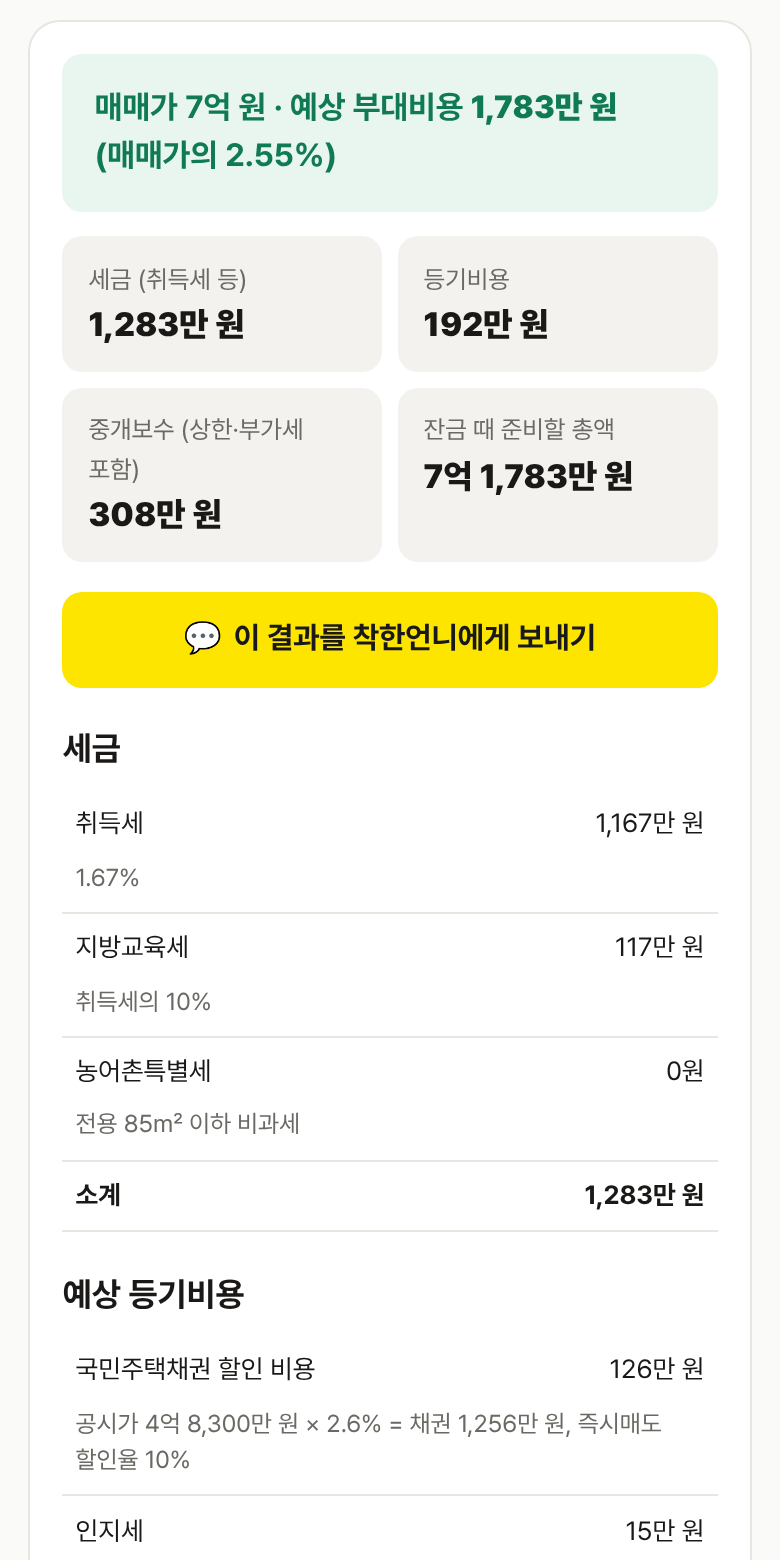 매매가 7억 원 · 예상 부대비용 1,783만 원
(매매가의 2.55%)
세금 (취득세 등)
1,283만 원
등기비용
192만 원
중개보수 (상한·부가세
포함)
308만 원
잔금 때 준비할 총액
7억 1,783만 원
💬 이 결과를 착한언니에게 보내기
세금
취득세 1,167만 원
1.67%
지방교육세 117만 원
취득세의 10%
농어촌특별세 0원
전용 85m² 이하 비과세
소계 1,283만 원
예상 등기비용
국민주택채권 할인 비용 126만 원
공시가 4억 8,300만 원 × 2.6% = 채권 1,256만 원, 즉시매도
할인율 10%
인지세 15만 원